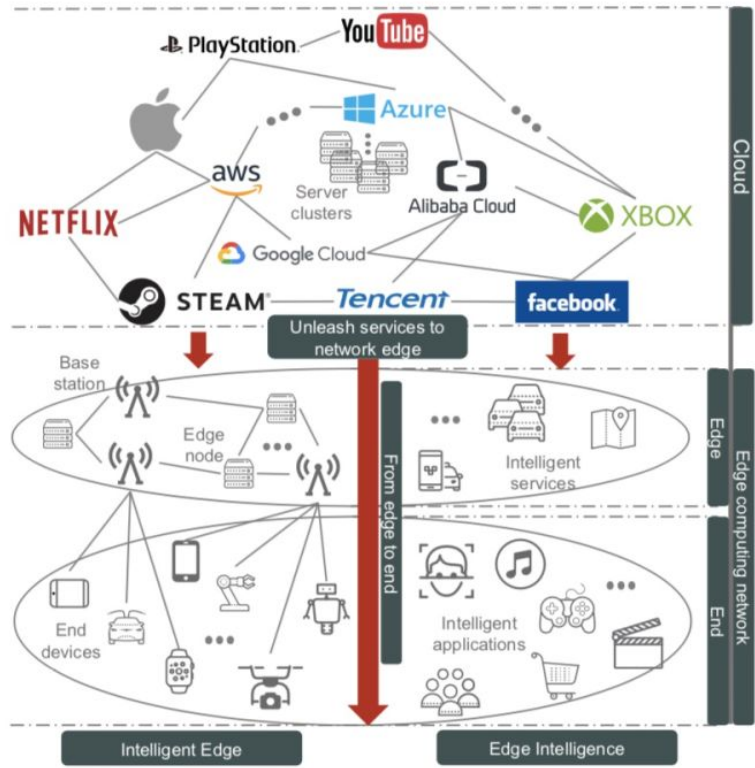 PlayStation.
YouTube
Azure
aws
Server
clusters
Alibaba Cloud
NETFLIX
XBOX
Google Cloud
STEAM®
Tencent
facebook.
Cloud
Unleash services to
network edge
Base
station
Edge
node
Intelligent
services
Edge
From edge to end
Edge computing network
End
devices
Intelligent
applications
End
Intelligent Edge
Edge Intelligence